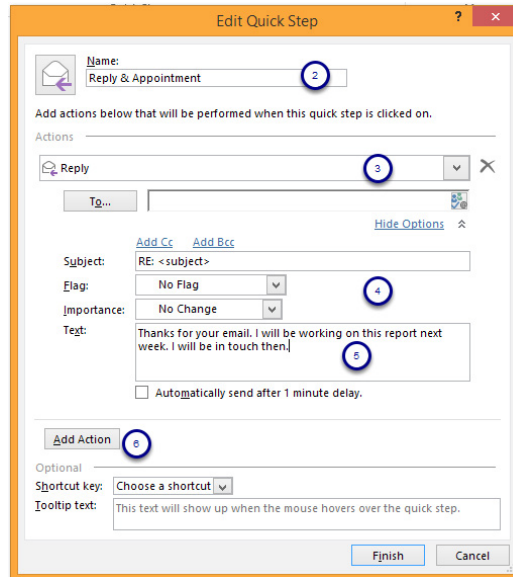 Edit Quick Step
? ×
Name:
Reply & Appointment
2
Add actions below that will be performed when this quick step is clicked on.
Actions
Reply
3
To...
Hide Options
Add Cc Add Bcc
Subject: RE: <subject>
Flag: No Flag
4
Importance: No Change
Text: Thanks for your email. I will be working on this report next
week. I will be in touch then.
5
Automatically send after 1 minute delay.
Add Action
6
Optional
Shortcut key: Choose a shortcut
Tooltip text: This text will show up when the mouse hovers over the quick step.
Finish Cancel